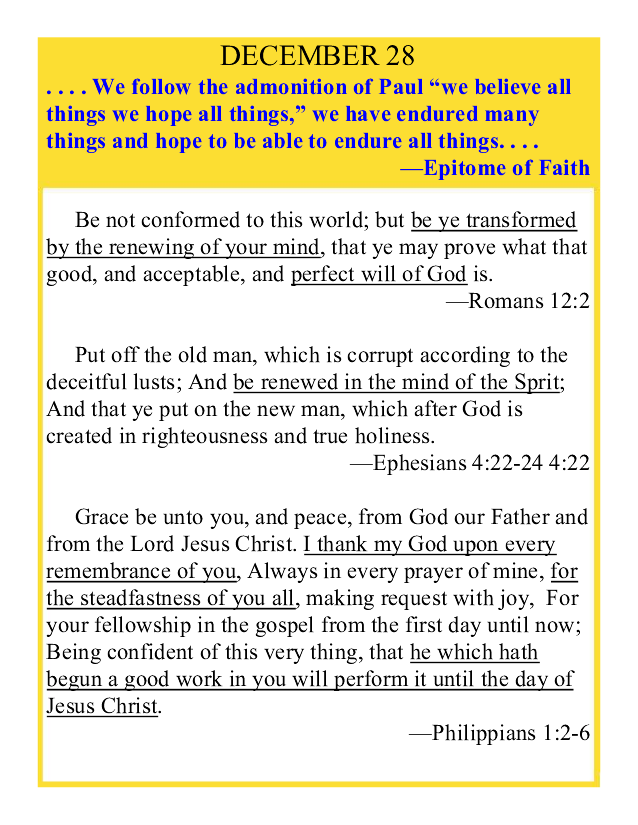 DECEMBER 28
. . . . We follow the admonition of Paul “we believe all
things we hope all things,” we have endured many
things and hope to be able to endure all things. . . .
—Epitome of Faith
Be not conformed to this world; but be ye transformed
by the renewing of your mind, that ye may prove what that
good, and acceptable, and perfect will of God is.
—Romans 12:2
Put off the old man, which is corrupt according to the
deceitful lusts; And be renewed in the mind of the Sprit;
And that ye put on the new man, which after God is
created in righteousness and true holiness.
—Ephesians 4:22-24 4:22
Grace be unto you, and peace, from God our Father and
from the Lord Jesus Christ. I thank my God upon every
remembrance of you, Always in every prayer of mine, for
the steadfastness of you all, making request with joy,  For
your fellowship in the gospel from the first day until now;
Being confident of this very thing, that he which hath
begun a good work in you will perform it until the day of
Jesus Christ.
—Philippians 1:2-6